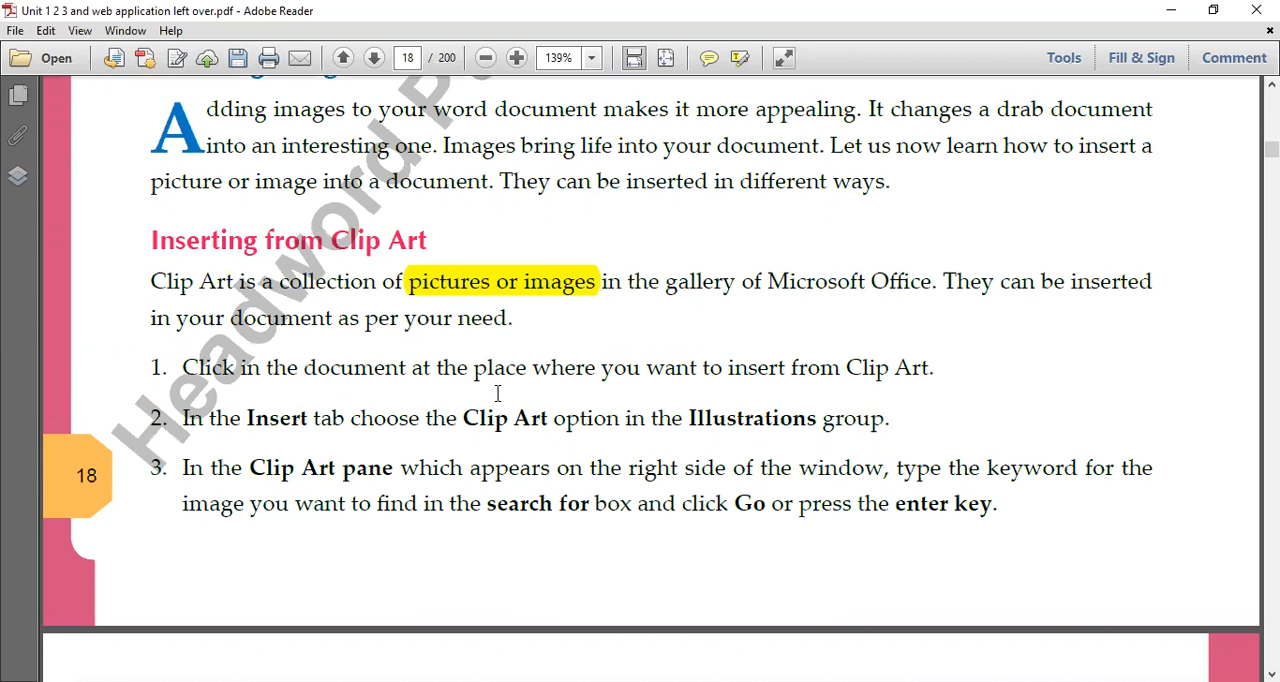 Unit 1 2 3 and web application left over.pdf - Adobe Reader
File Edit View Window Help
Open 18 / 200 139% Tools Fill & Sign Comment
Adding images to your word document makes it more appealing. It changes a drab document
into an interesting one. Images bring life into your document. Let us now learn how to insert a
picture or image into a document. They can be inserted in different ways.
Inserting from Clip Art
Clip Art is a collection of pictures or images in the gallery of Microsoft Office. They can be inserted
in your document as per your need.
1. Click in the document at the place where you want to insert from Clip Art.
2. In the Insert tab choose the Clip Art option in the Illustrations group.
3. In the Clip Art pane which appears on the right side of the window, type the keyword for the
image you want to find in the search for box and click Go or press the enter key.
18
Headword